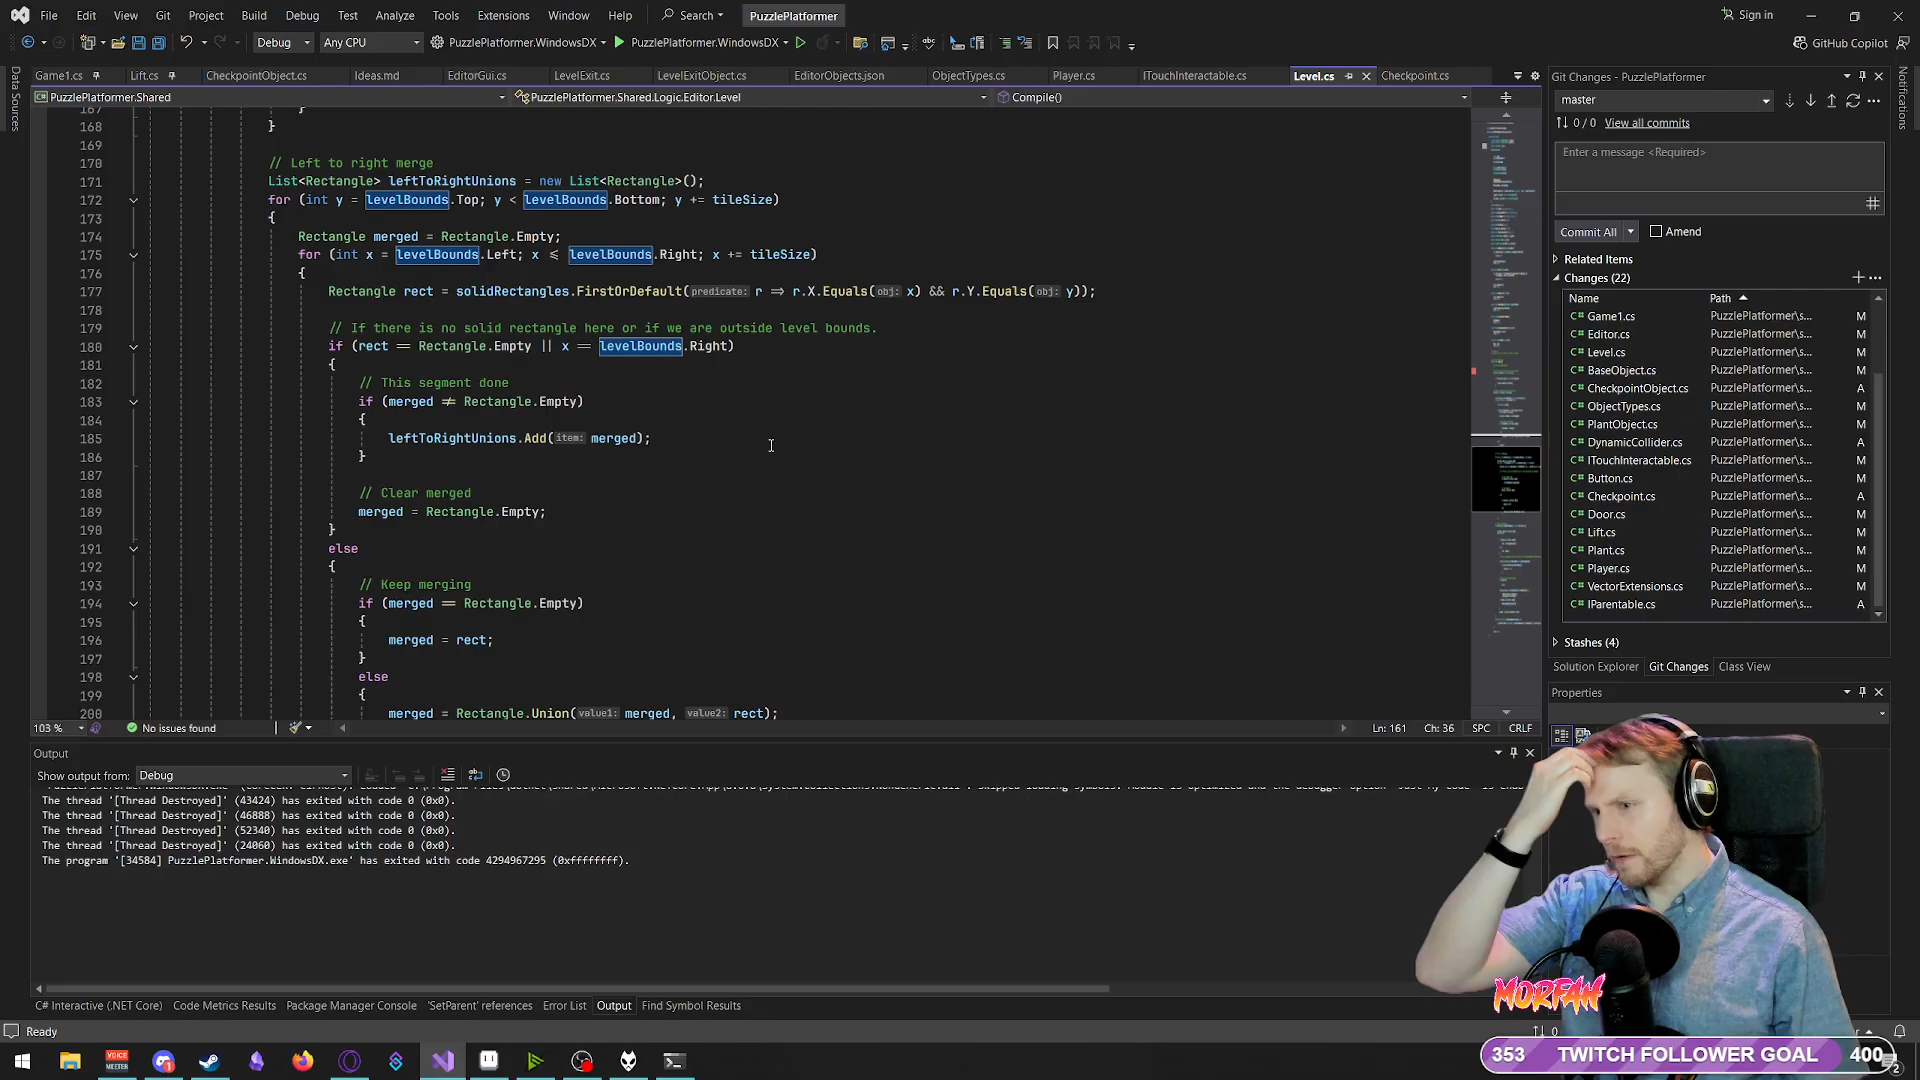 File Edit View Git Project Build Debug Test Analyze Tools Extensions Window Help Search PuzzlePlatformer Sign in
Debug Any CPU PuzzlePlatformer.WindowsDX PuzzlePlatformer.WindowsDX GitHub Copilot
Game1.cs Lift.cs CheckpointObject.cs Ideas.md EditorGui.cs LevelExit.cs LevelExitObject.cs EditorObjects.json ObjectTypes.cs Player.cs ITouchInteractable.cs Level.cs Checkpoint.cs
PuzzlePlatformer.Shared PuzzlePlatformer.Shared.Logic.Editor.Level Compile()
Data Sources
167 }
168 }
169
170 // Left to right merge
171 List<Rectangle> leftToRightUnions = new List<Rectangle>();
172 for (int y = levelBounds.Top; y < levelBounds.Bottom; y += tileSize)
173 {
174 Rectangle merged = Rectangle.Empty;
175 for (int x = levelBounds.Left; x <= levelBounds.Right; x += tileSize)
176 {
177 Rectangle rect = solidRectangles.FirstOrDefault(predicate: r => r.X.Equals(obj: x) && r.Y.Equals(obj: y));
178
179 // If there is no solid rectangle here or if we are outside level bounds.
180 if (rect == Rectangle.Empty || x == levelBounds.Right)
181 {
182 // This segment done
183 if (merged != Rectangle.Empty)
184 {
185 leftToRightUnions.Add(item: merged);
186 }
187
188 // Clear merged
189 merged = Rectangle.Empty;
190 }
191 else
192 {
193 // Keep merging
194 if (merged == Rectangle.Empty)
195 {
196 merged = rect;
197 }
198 else
199 {
200 merged = Rectangle.Union(value1: merged, value2: rect);
103 % No issues found Ln: 161 Ch: 36 SPC CRLF
Git Changes - PuzzlePlatformer
master
0 / 0 View all commits
Enter a message <Required>
Commit All Amend
Related Items
Changes (22)
Name Path
Game1.cs PuzzlePlatformer\s... M
Editor.cs PuzzlePlatformer\s... M
Level.cs PuzzlePlatformer\s... M
BaseObject.cs PuzzlePlatformer\s... M
CheckpointObject.cs PuzzlePlatformer\s... A
ObjectTypes.cs PuzzlePlatformer\s... M
PlantObject.cs PuzzlePlatformer\s... M
DynamicCollider.cs PuzzlePlatformer\s... A
ITouchInteractable.cs PuzzlePlatformer\s... M
Button.cs PuzzlePlatformer\s... M
Checkpoint.cs PuzzlePlatformer\s... A
Door.cs PuzzlePlatformer\s... M
Lift.cs PuzzlePlatformer\s... M
Plant.cs PuzzlePlatformer\s... M
Player.cs PuzzlePlatformer\s... M
VectorExtensions.cs PuzzlePlatformer\s... M
IParentable.cs PuzzlePlatformer\s... A
Stashes (4)
Solution Explorer Git Changes Class View
Properties
Notifications
Output
Show output from: Debug
The thread '[Thread Destroyed]' (43424) has exited with code 0 (0x0).
The thread '[Thread Destroyed]' (46888) has exited with code 0 (0x0).
The thread '[Thread Destroyed]' (52340) has exited with code 0 (0x0).
The thread '[Thread Destroyed]' (24060) has exited with code 0 (0x0).
The program '[34584] PuzzlePlatformer.WindowsDX.exe' has exited with code 4294967295 (0xffffffff).
C# Interactive (.NET Core) Code Metrics Results Package Manager Console 'SetParent' references Error List Output Find Symbol Results
Ready 0
VOICE MEETER
MORFAH
353 TWITCH FOLLOWER GOAL 400
2